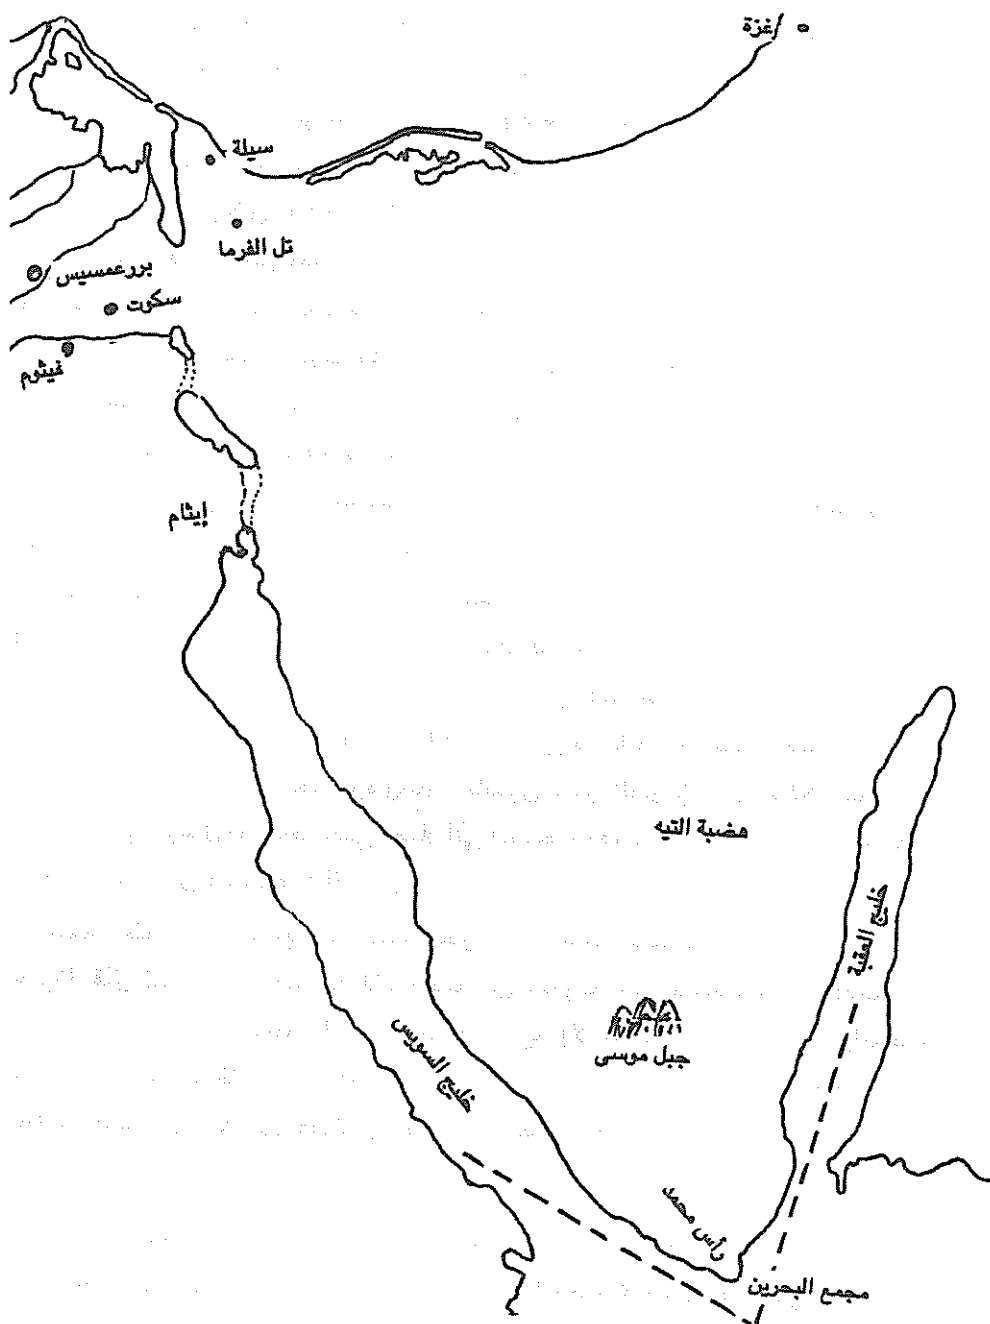 غزة
سيلة
تل الفرما
بررعمسيس
سكوت
فيثوم
إيثام
هضبة التيه
خليج العقبة
جبل موسى
خليج السويس
رأس محمد
مجمع البحرين